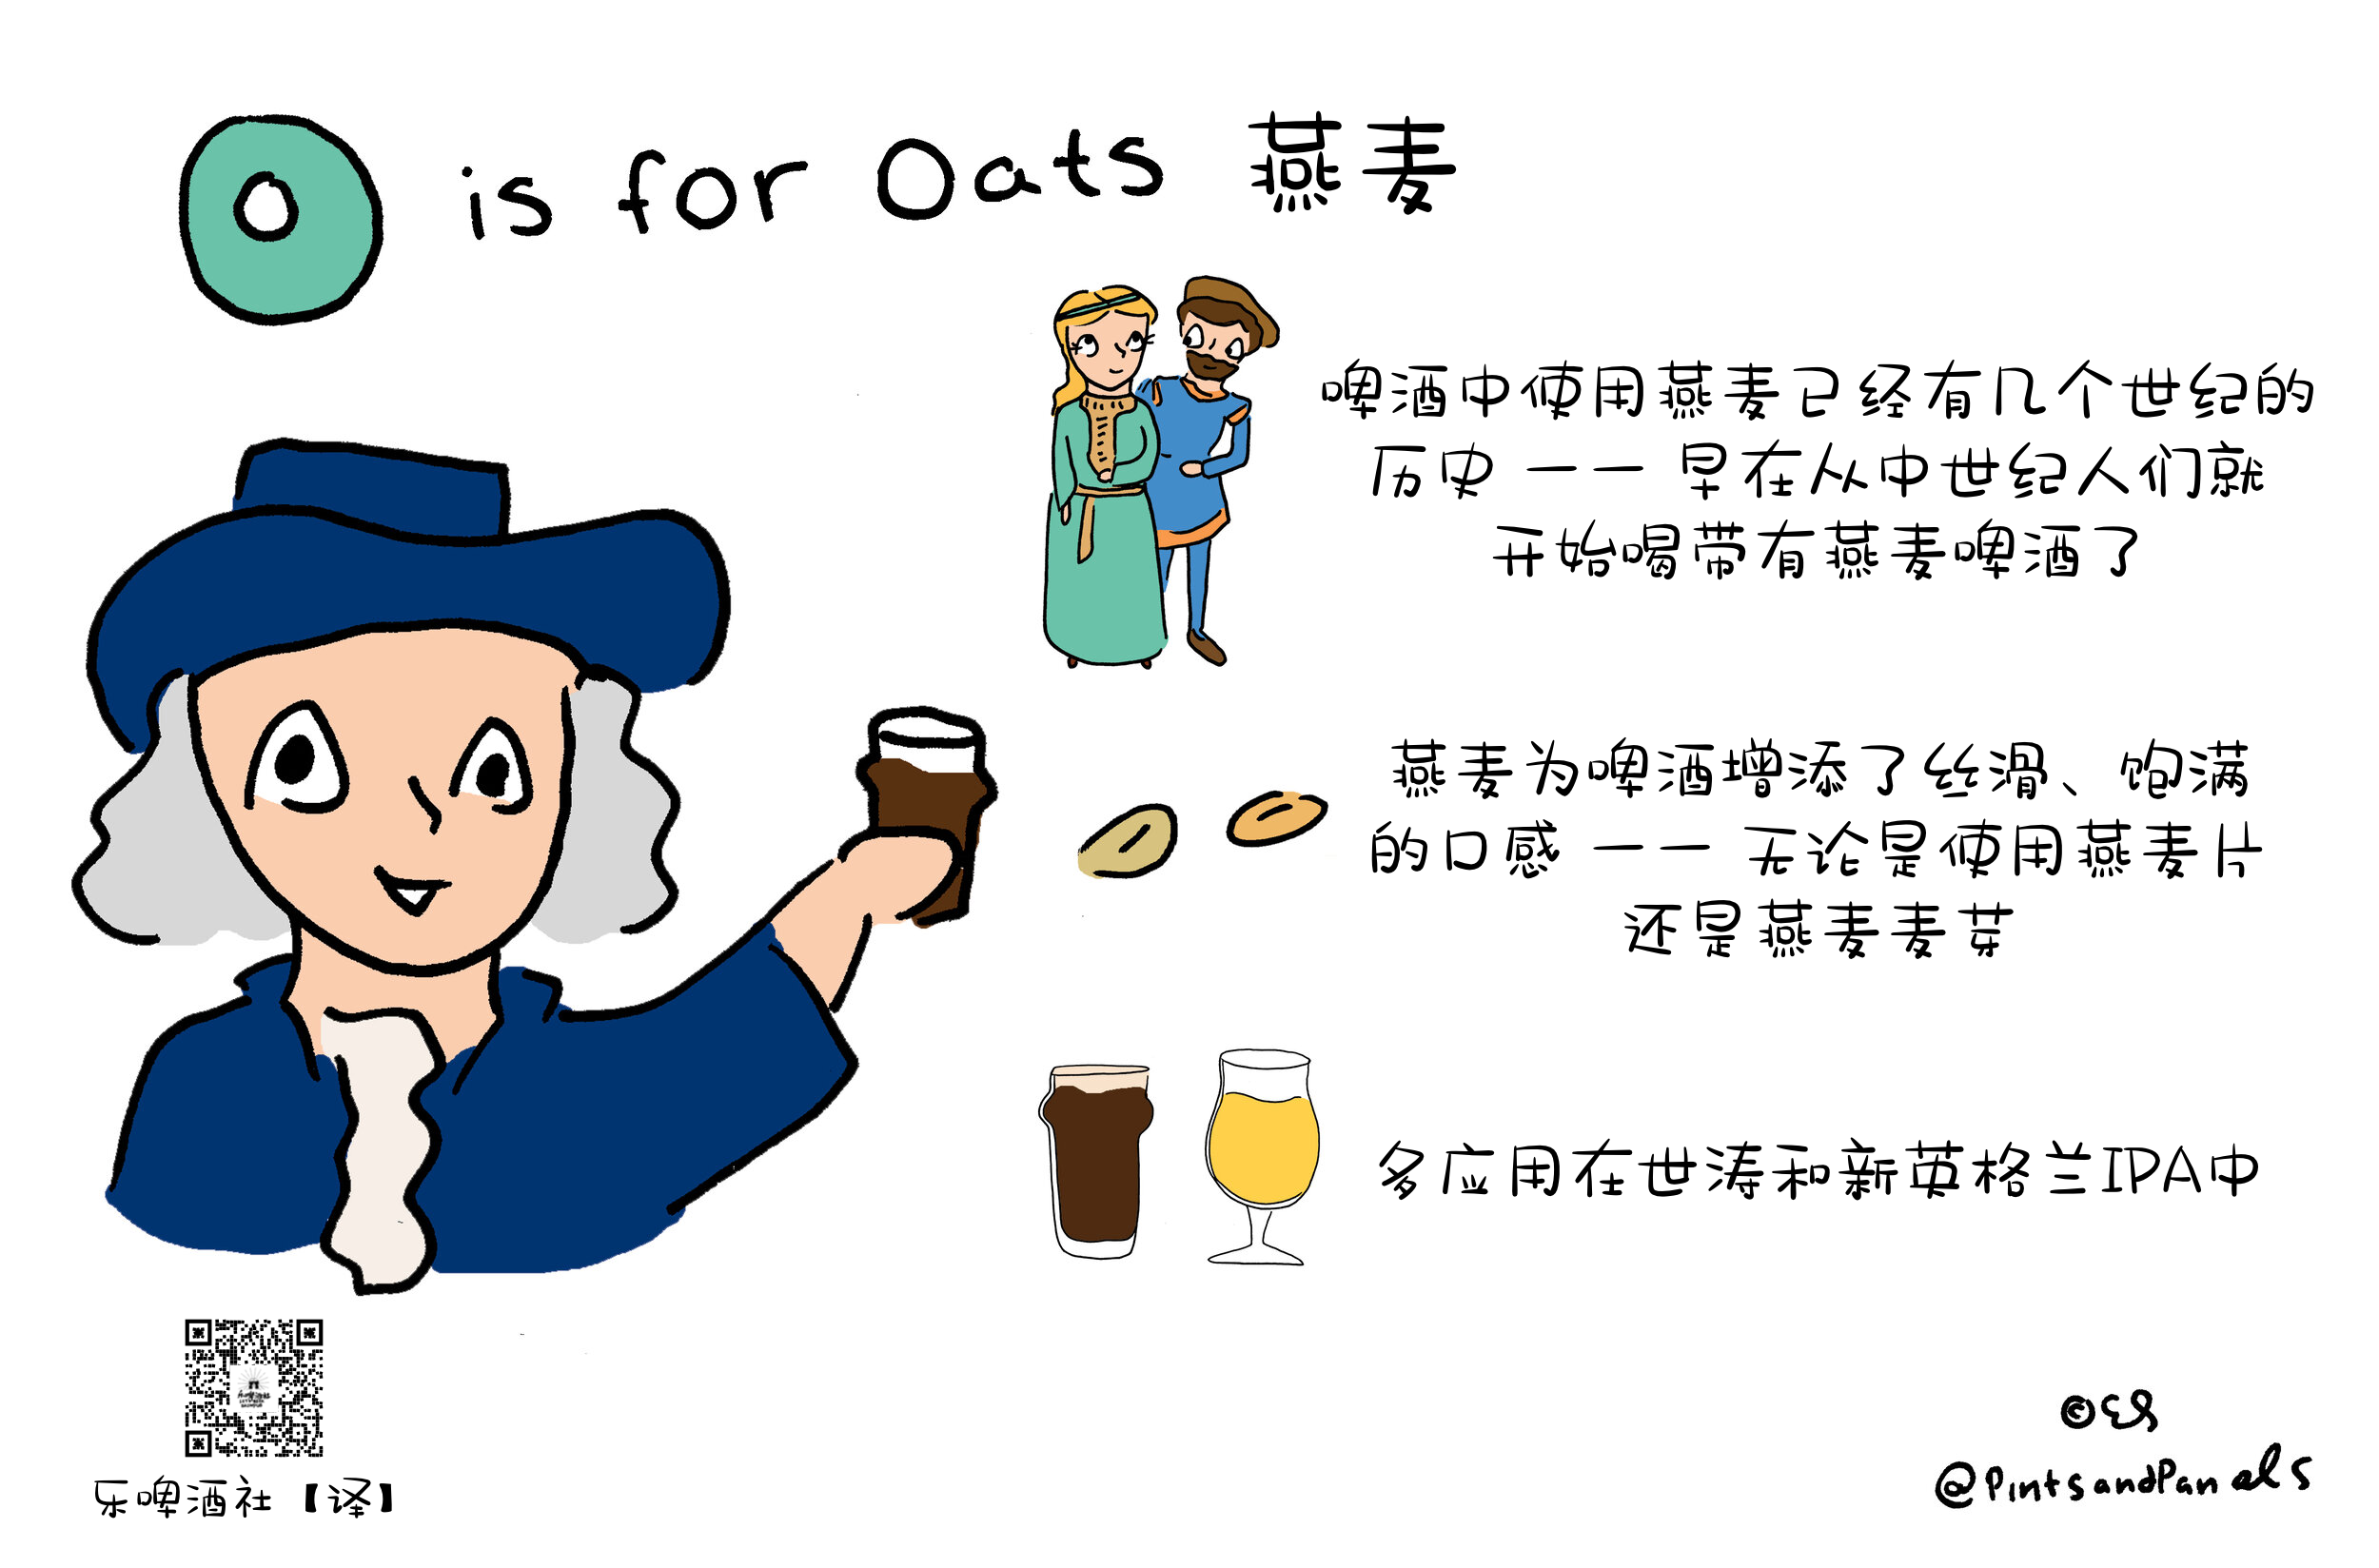 O is for Oats 燕麦
啤酒中使用燕麦已经有几个世纪的
历史 —— 早在从中世纪人们就
开始喝带有燕麦啤酒了
燕麦为啤酒增添了丝滑、饱满
的口感 —— 无论是使用燕麦片
还是燕麦麦芽
多应用在世涛和新英格兰IPA中
乐啤酒社【译】
©ES
@PintsandPanels